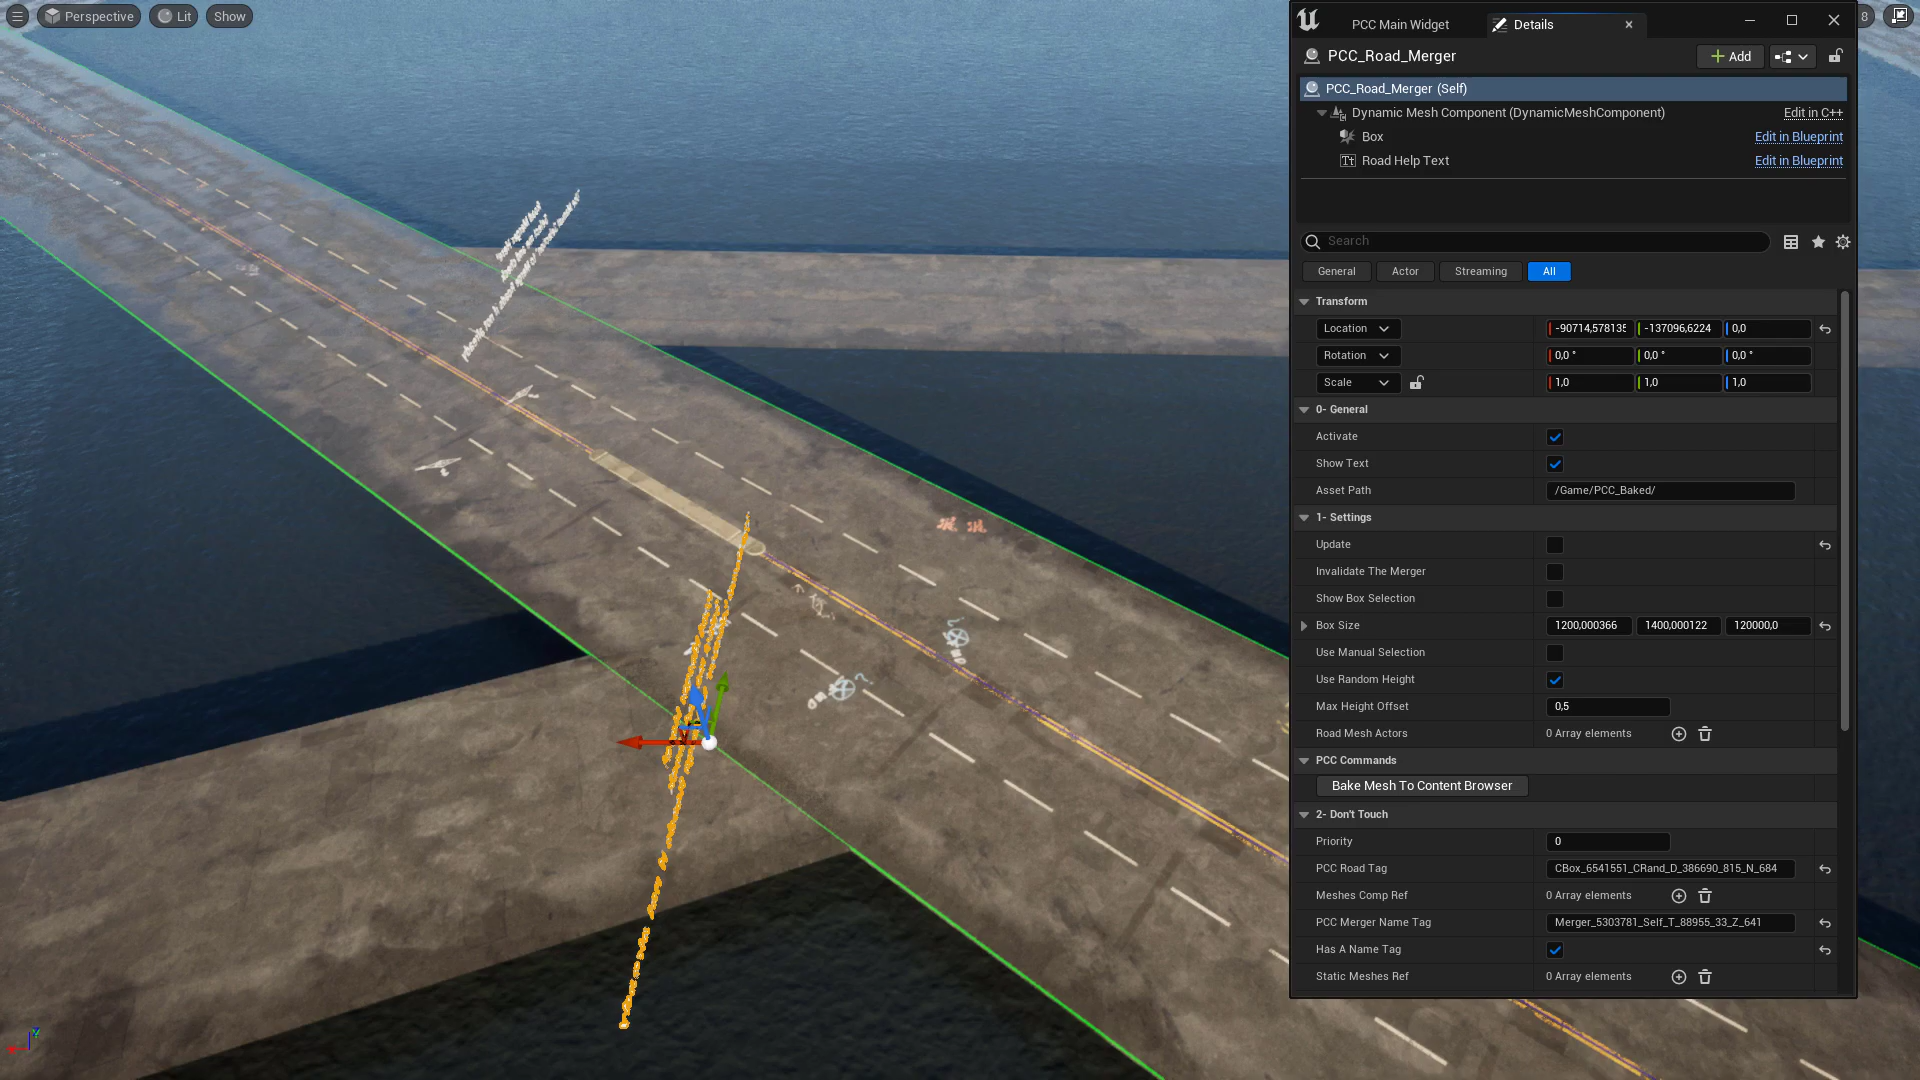 Perspective
Lit
Show
8
PCC Main Widget
Details
PCC_Road_Merger
Add
PCC_Road_Merger (Self)
Dynamic Mesh Component (DynamicMeshComponent) Edit in C++
Box Edit in Blueprint
Tt Road Help Text Edit in Blueprint
Search
General Actor Streaming All
Transform
Location -90714,578135 -137096,6224 0,0
Rotation 0,0 ° 0,0 ° 0,0 °
Scale 1,0 1,0 1,0
0- General
Activate
Show Text
Asset Path /Game/PCC_Baked/
1- Settings
Update
Invalidate The Merger
Show Box Selection
Box Size 1200,000366 1400,000122 120000,0
Use Manual Selection
Use Random Height
Max Height Offset 0,5
Road Mesh Actors 0 Array elements
PCC Commands
Bake Mesh To Content Browser
2- Don't Touch
Priority 0
PCC Road Tag CBox_6541551_CRand_D_386690_815_N_684
Meshes Comp Ref 0 Array elements
PCC Merger Name Tag Merger_5303781_Self_T_88955_33_Z_641
Has A Name Tag
Static Meshes Ref 0 Array elements